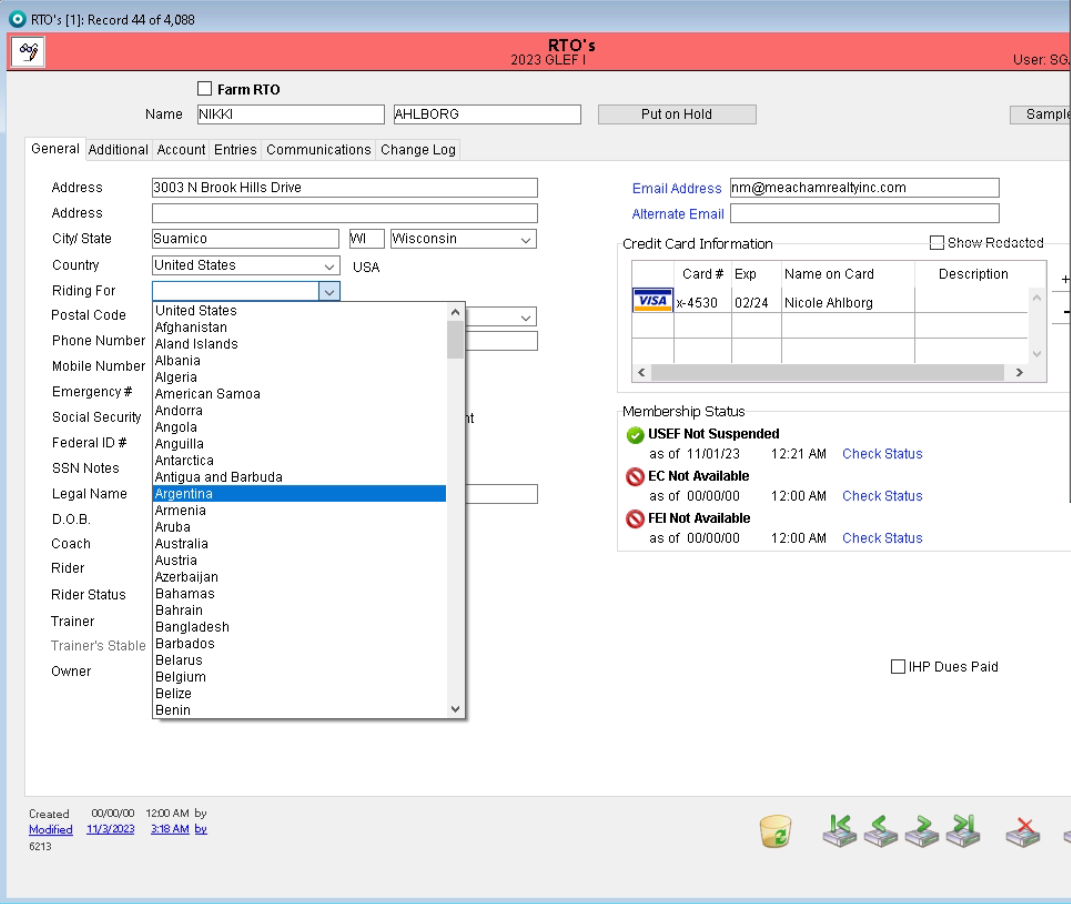 RTO's [1]: Record 44 of 4,088
RTO's
2023 GLEF I
User: SG
Farm RTO
Name NIKKI AHLBORG Put on Hold Sample
General Additional Account Entries Communications Change Log
Address 3003 N Brook Hills Drive
Address
City/ State Suamico WI Wisconsin
Country United States USA
Riding For
Postal Code
Phone Number
Mobile Number
Emergency #
Social Security
Federal ID #
SSN Notes
Legal Name
D.O.B.
Coach
Rider
Rider Status
Trainer
Trainer's Stable
Owner
United States
Afghanistan
Aland Islands
Albania
Algeria
American Samoa
Andorra
Angola
Anguilla
Antarctica
Antigua and Barbuda
Argentina
Armenia
Aruba
Australia
Austria
Azerbaijan
Bahamas
Bahrain
Bangladesh
Barbados
Belarus
Belgium
Belize
Benin
nt
Email Address nm@meachamrealtyinc.com
Alternate Email
Credit Card Information Show Redacted
Card # Exp Name on Card Description
VISA x-4530 02/24 Nicole Ahlborg
Membership Status
USEF Not Suspended
as of 11/01/23 12:21 AM Check Status
EC Not Available
as of 00/00/00 12:00 AM Check Status
FEI Not Available
as of 00/00/00 12:00 AM Check Status
IHP Dues Paid
Created 00/00/00 12:00 AM by
Modified 11/3/2023 3:18 AM by
6213